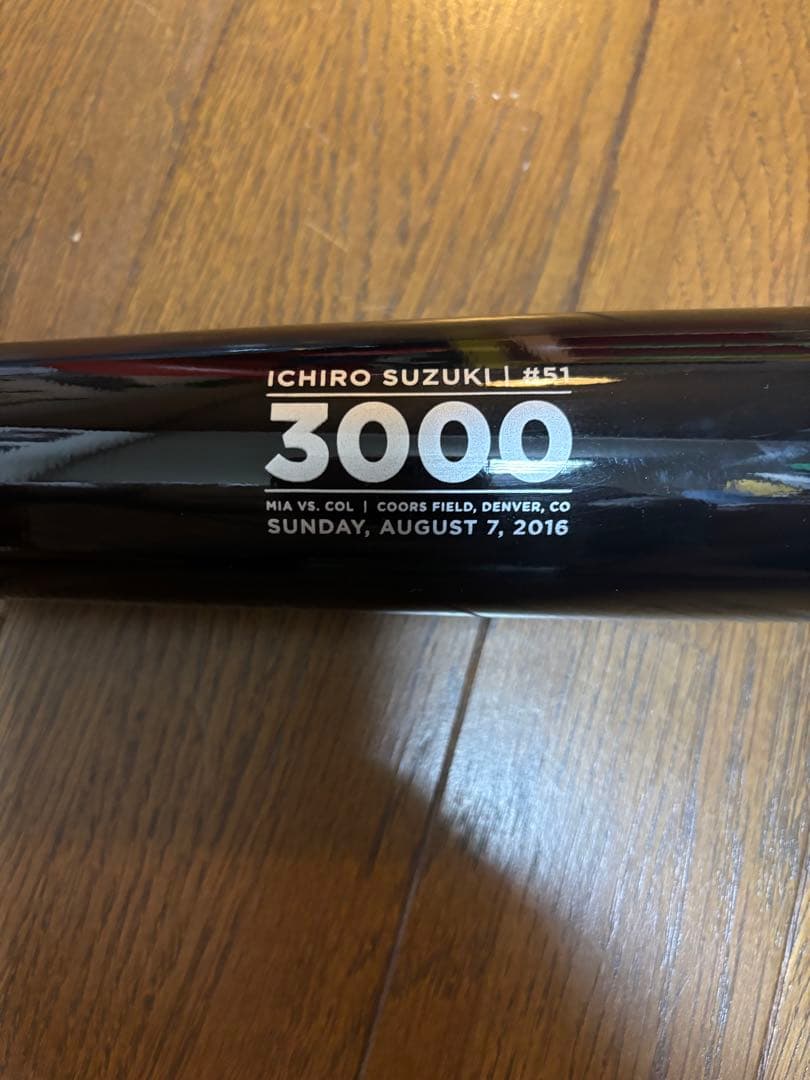 ICHIRO SUZUKI | #51
3000
MIA VS. COL | COORS FIELD, DENVER, CO
SUNDAY, AUGUST 7, 2016